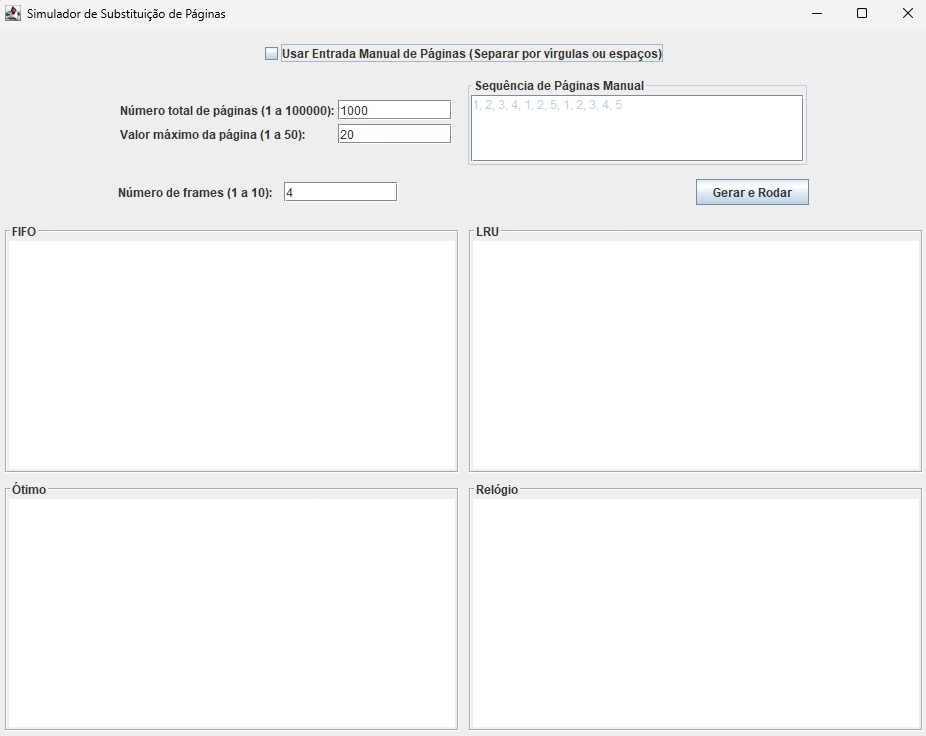 Simulador de Substituição de Páginas
Usar Entrada Manual de Páginas (Separar por vírgulas ou espaços)
Número total de páginas (1 a 100000): 1000
Valor máximo da página (1 a 50): 20
Sequência de Páginas Manual
1, 2, 3, 4, 1, 2, 5, 1, 2, 3, 4, 5
Número de frames (1 a 10): 4
Gerar e Rodar
FIFO
LRU
Ótimo
Relógio